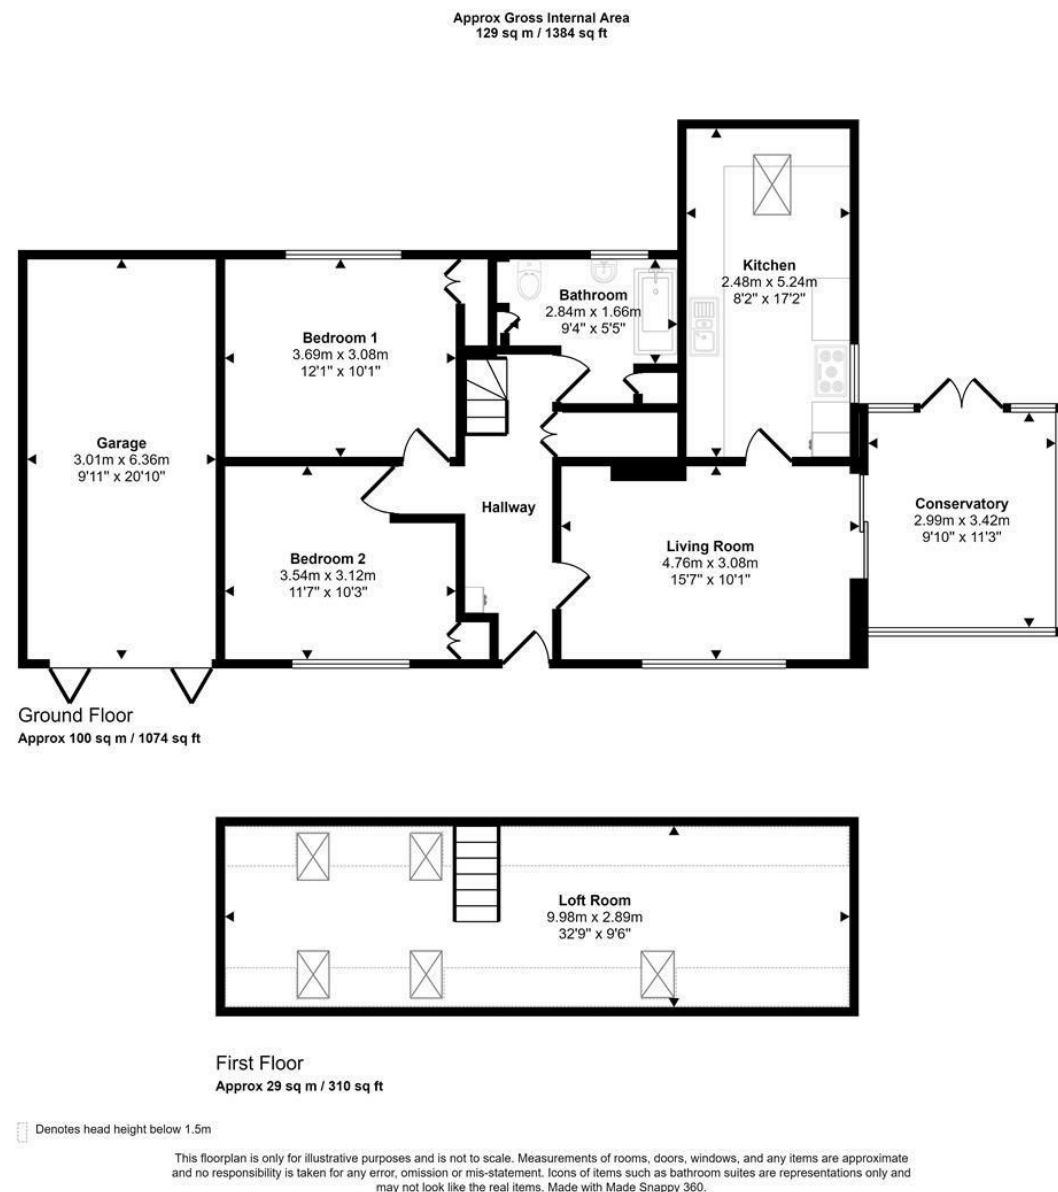 Approx Gross Internal Area
129 sq m / 1384 sq ft
Kitchen
2.48m x 5.24m
8'2" x 17'2"
Bathroom
2.84m x 1.66m
9'4" x 5'5"
Bedroom 1
3.69m x 3.08m
12'1" x 10'1"
Garage
3.01m x 6.36m
9'11" x 20'10"
Hallway
Conservatory
2.99m x 3.42m
9'10" x 11'3"
Living Room
4.76m x 3.08m
15'7" x 10'1"
Bedroom 2
3.54m x 3.12m
11'7" x 10'3"
Ground Floor
Approx 100 sq m / 1074 sq ft
Loft Room
9.98m x 2.89m
32'9" x 9'6"
First Floor
Approx 29 sq m / 310 sq ft
Denotes head height below 1.5m
This floorplan is only for illustrative purposes and is not to scale. Measurements of rooms, doors, windows, and any items are approximate
and no responsibility is taken for any error, omission or mis-statement. Icons of items such as bathroom suites are representations only and
may not look like the real items. Made with Made Snappy 360.